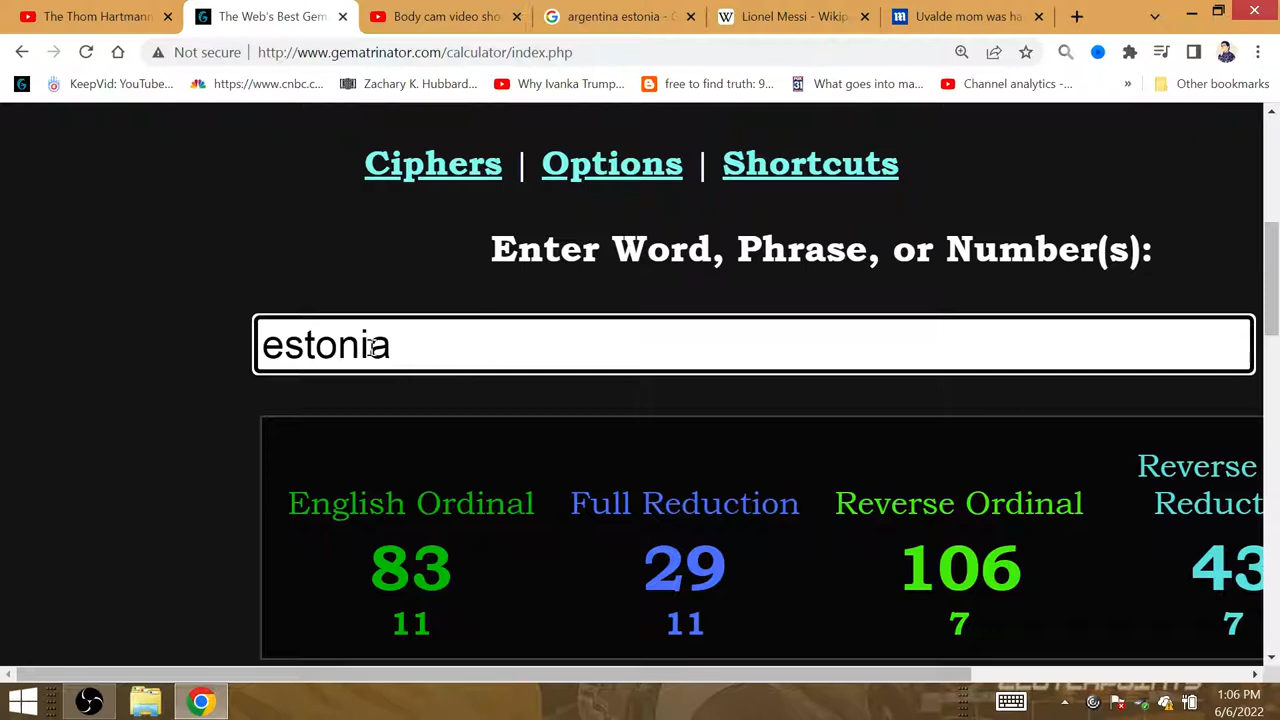 The Thom Hartmann
The Web's Best Gem
Body cam video sho
argentina estonia - G
Lionel Messi - Wikip
Uvalde mom was ha
Not secure
http://www.gematrinator.com/calculator/index.php
KeepVid: YouTube...
https://www.cnbc.c...
Zachary K. Hubbard...
Why Ivanka Trump...
free to find truth: 9...
What goes into ma...
Channel analytics -...
»
Other bookmarks
Ciphers | Options | Shortcuts
Enter Word, Phrase, or Number(s):
estonia
English Ordinal
83
11
Full Reduction
29
11
Reverse Ordinal
106
7
Reverse
Reduct
43
7
1:06 PM
6/6/2022